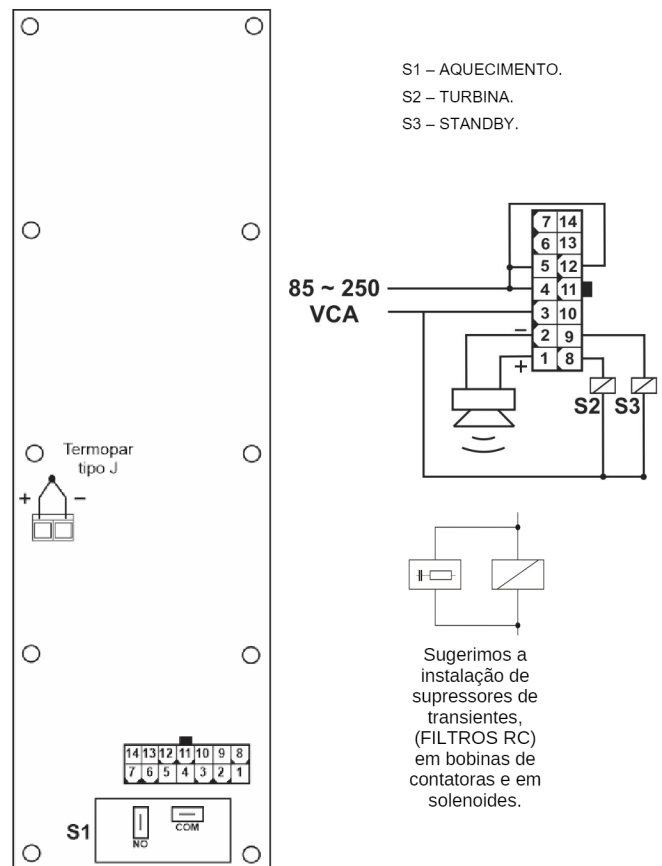 S1 – AQUECIMENTO.
S2 – TURBINA.
S3 – STANDBY.
7 14
6 13
5 12
85 ~ 250
VCA
4 11
3 10
– 2 9
+ 1 8
S2 S3
Termopar
tipo J
+ –
Sugerimos a
instalação de
supressores de
transientes,
(FILTROS RC)
em bobinas de
contatoras e em
solenoides.
14 13 12 11 10 9 8
7 6 5 4 3 2 1
S1
NO
COM